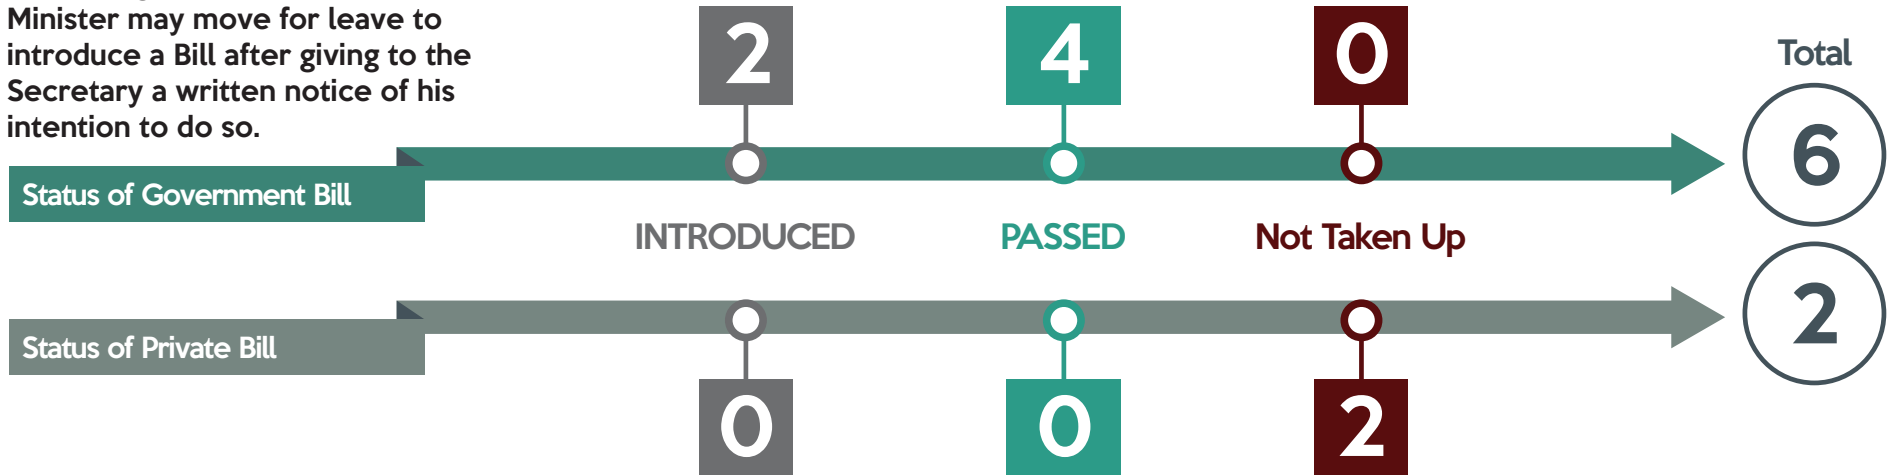 Minister may move for leave to
introduce a Bill after giving to the
Secretary a written notice of his
intention to do so.
2
4
0
Total
6
Status of Government Bill
INTRODUCED
PASSED
Not Taken Up
2
Status of Private Bill
0
0
2